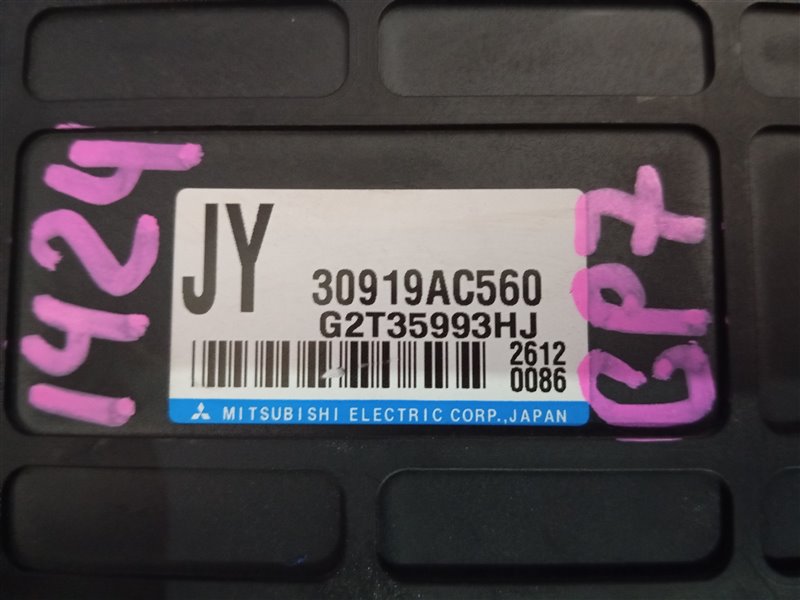 1424
JY
30919AC560
G2T35993HJ
2612
0086
MITSUBISHI ELECTRIC CORP.,JAPAN
GP7